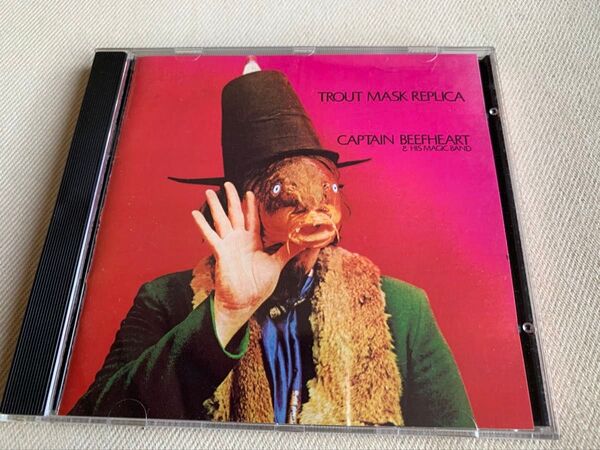 TROUT MASK REPLICA
CAPTAIN BEEFHEART
& HIS MAGIC BAND